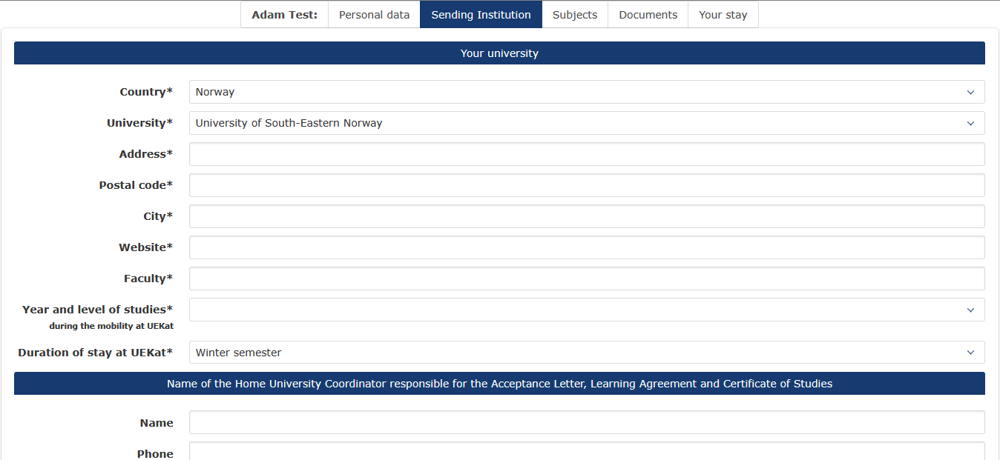 Adam Test: Personal data Sending Institution Subjects Documents Your stay
Your university
Country* Norway
University* University of South-Eastern Norway
Address*
Postal code*
City*
Website*
Faculty*
Year and level of studies*
during the mobility at UEKat
Duration of stay at UEKat* Winter semester
Name of the Home University Coordinator responsible for the Acceptance Letter, Learning Agreement and Certificate of Studies
Name
Phone